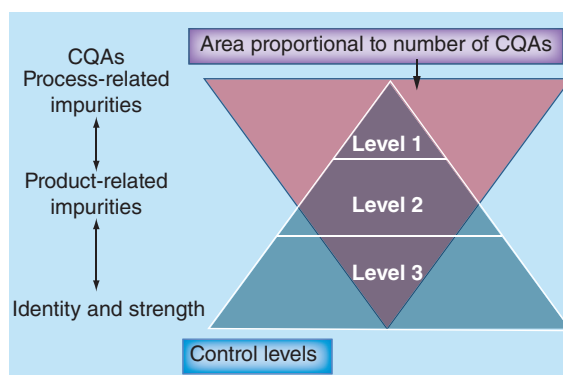 Area proportional to number of CQAs
CQAs
Process-related
impurities
Product-related
impurities
Identity and strength
Level 1
Level 2
Level 3
Control levels